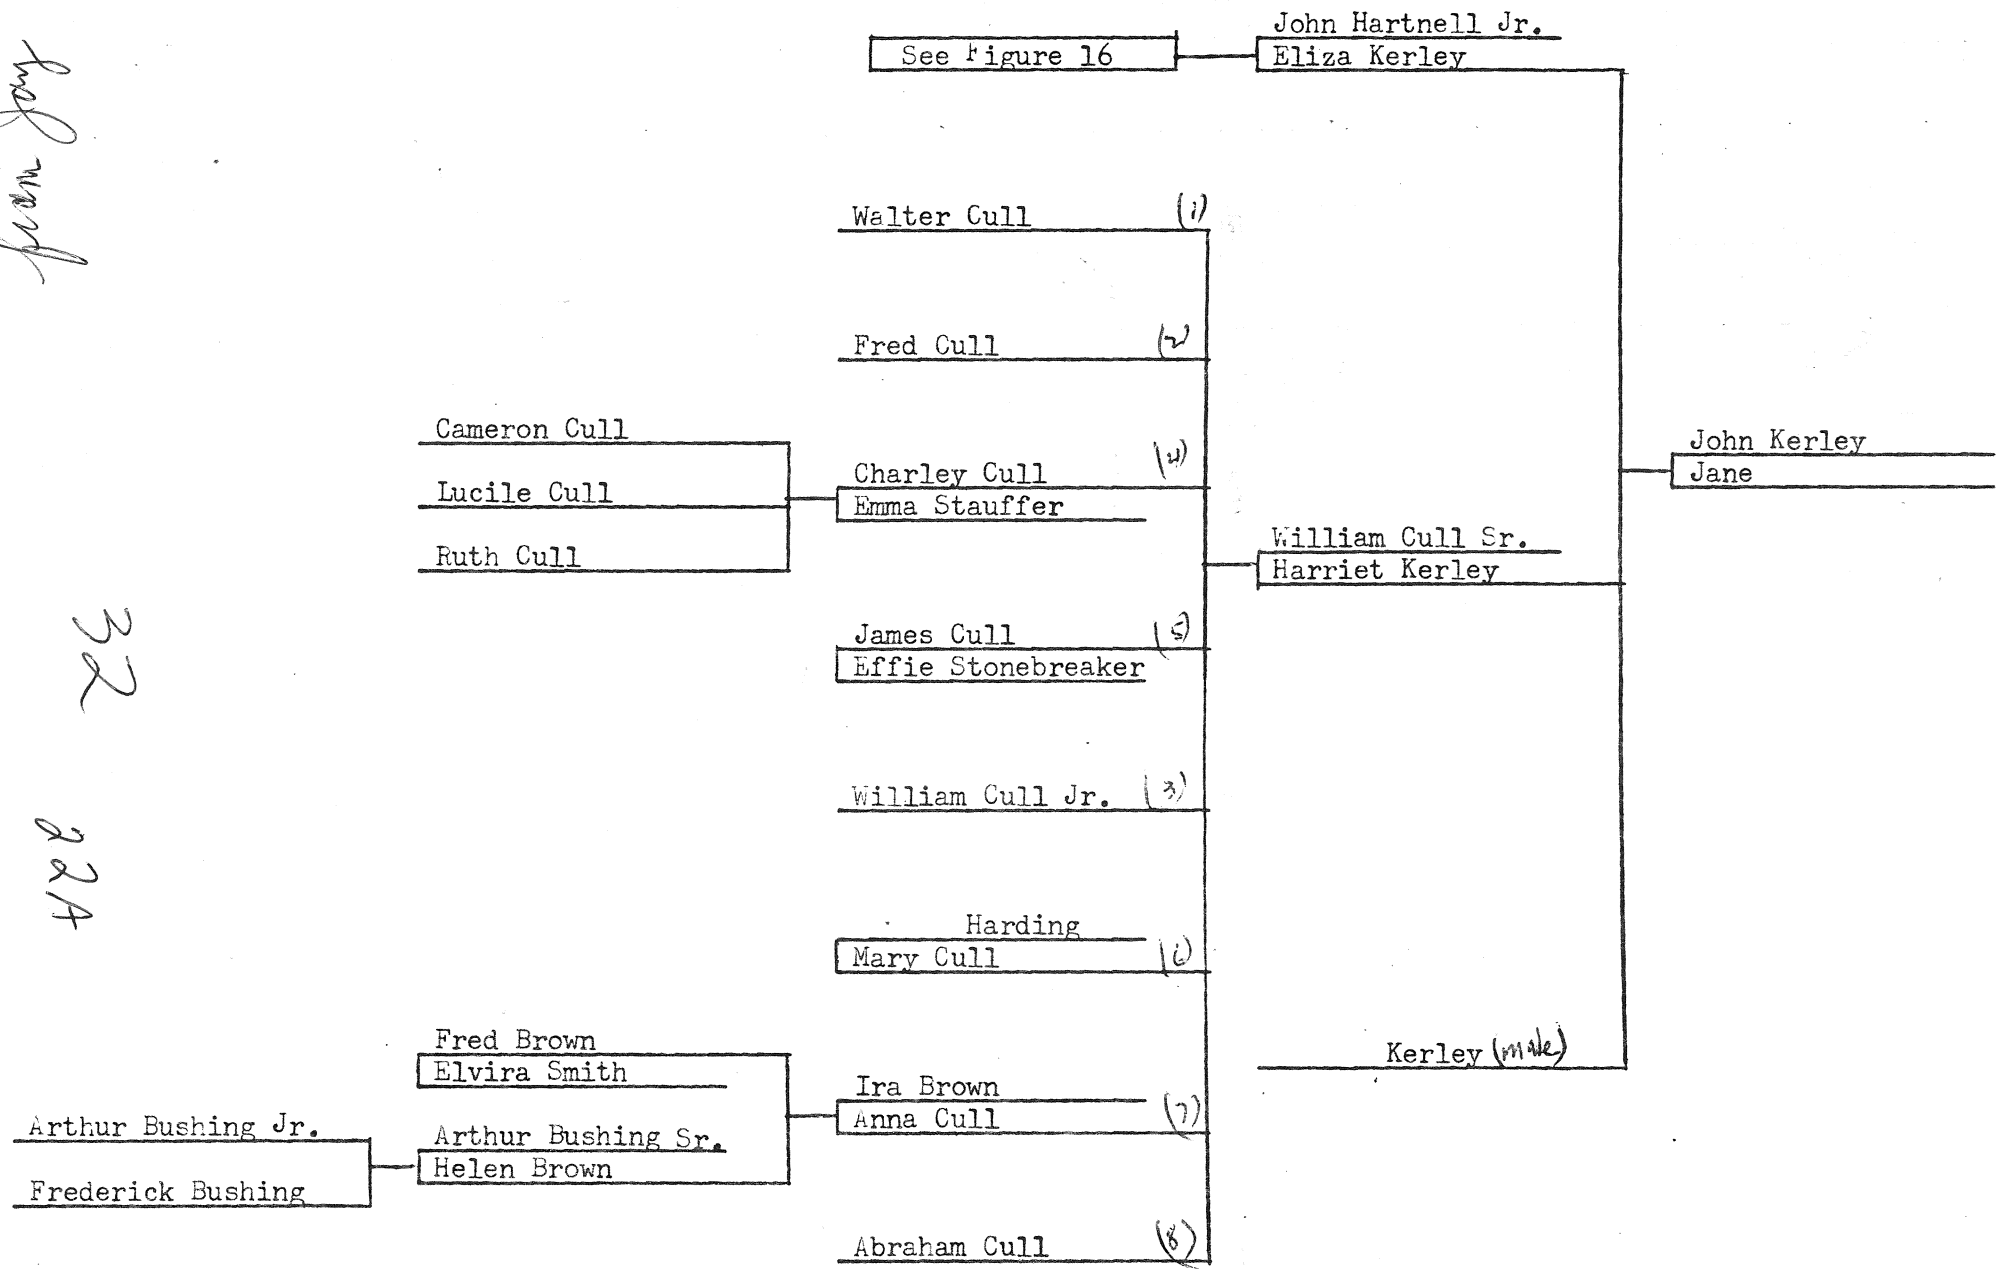 John Hartnell Jr.
See Figure 16
Eliza Kerley
Walter Cull (1)
Fred Cull (2)
Cameron Cull
Lucile Cull
Ruth Cull
Charley Cull (4)
Emma Stauffer
John Kerley
Jane
William Cull Sr.
Harriet Kerley
James Cull (5)
Effie Stonebreaker
32
William Cull Jr. (3)
22A
Harding
Mary Cull (6)
Fred Brown
Elvira Smith
Kerley (male)
Ira Brown
Anna Cull (7)
Arthur Bushing Jr.
Arthur Bushing Sr.
Helen Brown
Frederick Bushing
Abraham Cull (8)